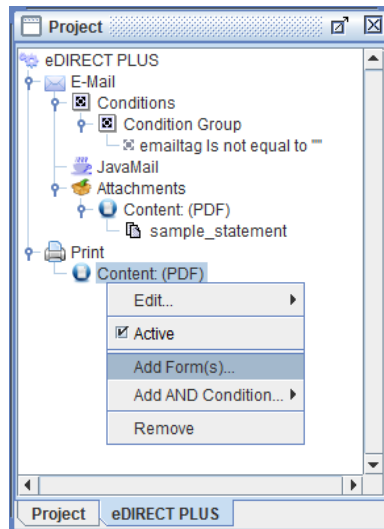 Project
eDIRECT PLUS
E-Mail
Conditions
Condition Group
emailtag Is not equal to ""
JavaMail
Attachments
Content: (PDF)
sample_statement
Print
Content: (PDF)
Edit...
Active
Add Form(s)...
Add AND Condition...
Remove
Project eDIRECT PLUS